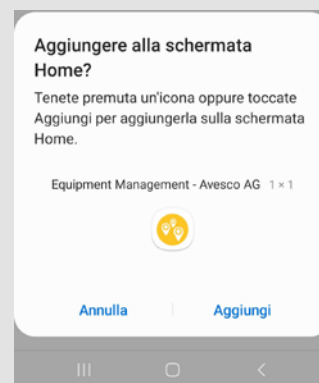 Aggiungere alla schermata
Home?
Tenete premuta un'icona oppure toccate
Aggiungi per aggiungerla sulla schermata
Home.
Equipment Management - Avesco AG 1 × 1
Annulla
Aggiungi